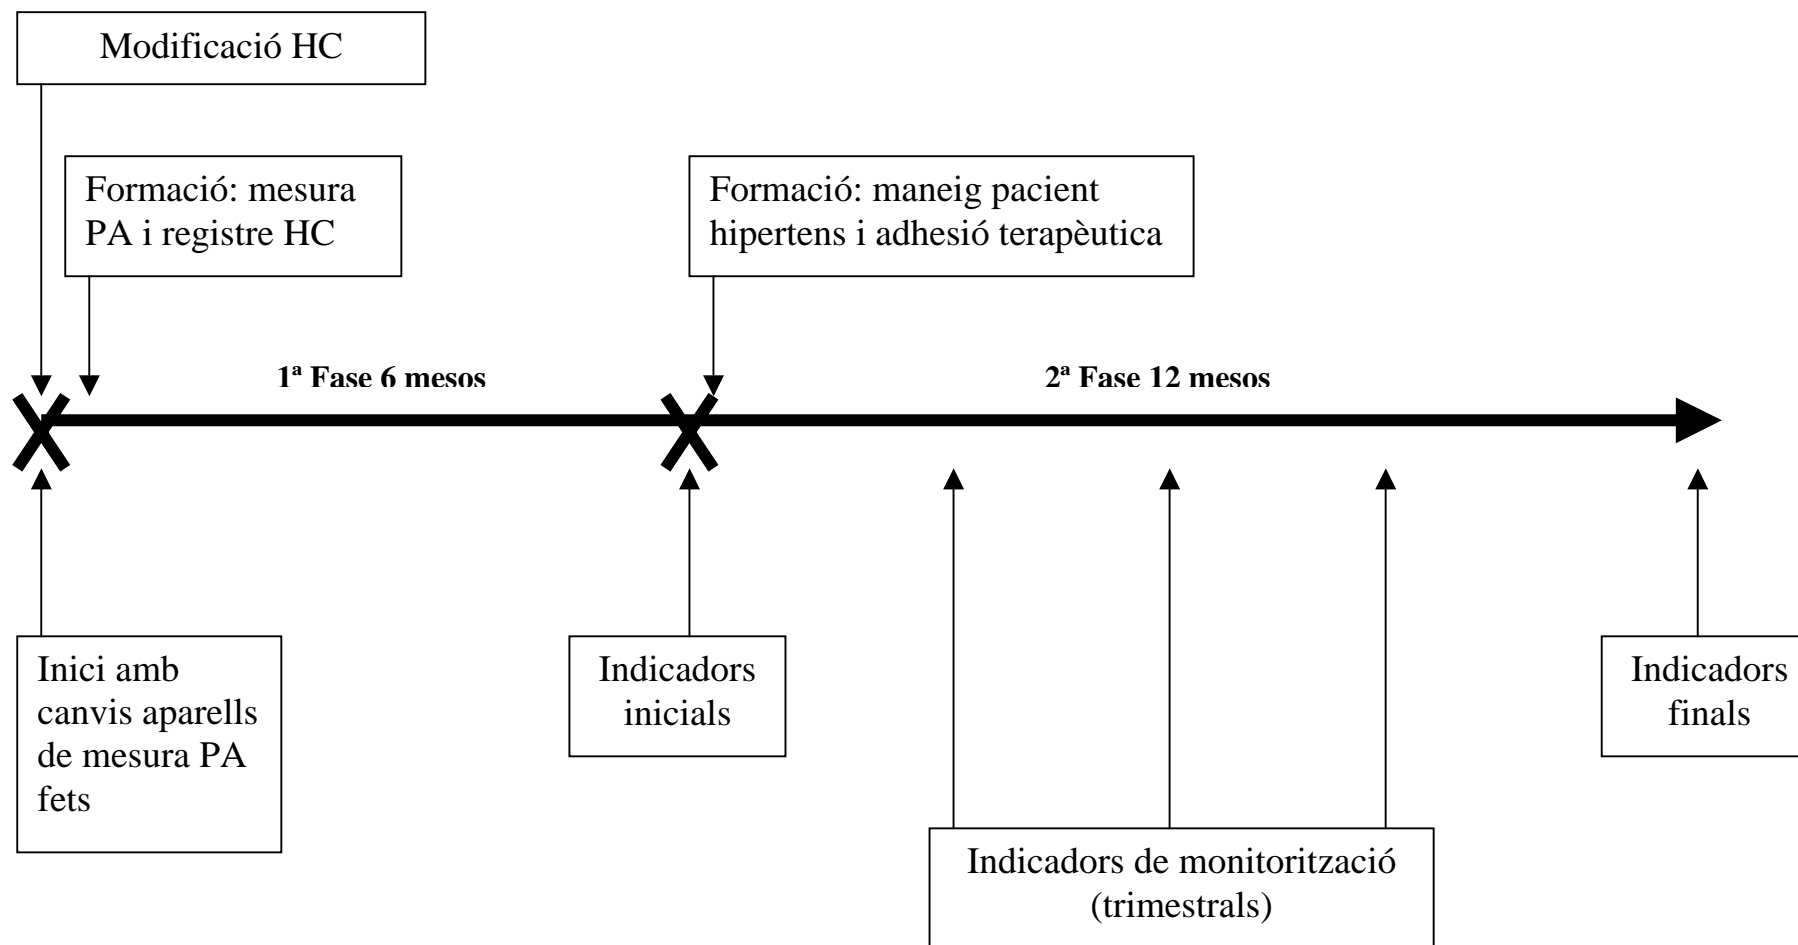 Modificació HC
Formació: mesura
PA i registre HC
Formació: maneig pacient
hipertens i adhesió terapèutica
1ª Fase 6 mesos
2ª Fase 12 mesos
Inici amb
canvis aparells
de mesura PA
fets
Indicadors
inicials
Indicadors
finals
Indicadors de monitorització
(trimestrals)